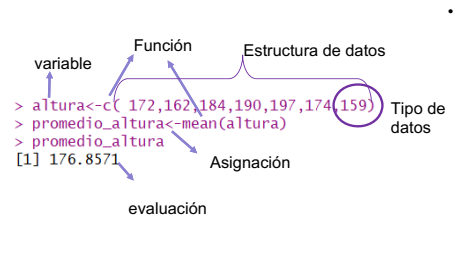 •
Función
Estructura de datos
variable
> altura<-c( 172,162,184,190,197,174,159)
> promedio_altura<-mean(altura)
> promedio_altura
[1] 176.8571
Tipo de
datos
Asignación
evaluación